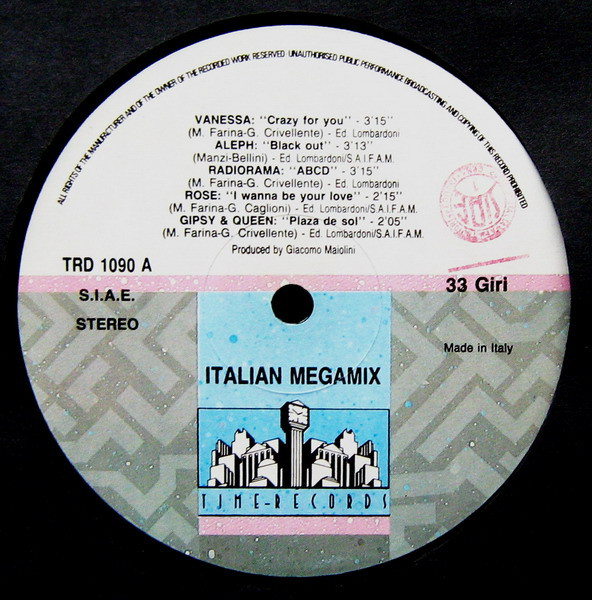 ALL RIGHTS OF THE MANUFACTURER AND OF THE OWNER OF THE RECORDED WORK RESERVED UNAUTHORISED PUBLIC PERFORMANCE BROADCASTING AND COPYING OF THIS RECORD PROHIBITED
VANESSA: "Crazy for you" - 3'15"
(M. Farina-G. Crivellente) - Ed. Lombardoni
ALEPH: "Black out" - 3'13"
(Manzi-Bellini) - Ed. Lombardoni/S.A.I.F.A.M.
RADIORAMA: "ABCD" - 3'15"
(M. Farina-G. Crivellente) - Ed. Lombardoni
ROSE: "I wanna be your love" - 2'15"
(M. Farina-G. Caglioni) - Ed. Lombardoni/S.A.I.F.A.M.
GIPSY & QUEEN: "Plaza de sol" - 2'05"
(M. Farina-G. Crivellente) - Ed. Lombardoni/S.A.I.F.A.M.
Produced by Giacomo Maiolini
TRD 1090 A
33 Giri
S.I.A.E.
STEREO
Made in Italy
ITALIAN MEGAMIX
TIME-RECORDS